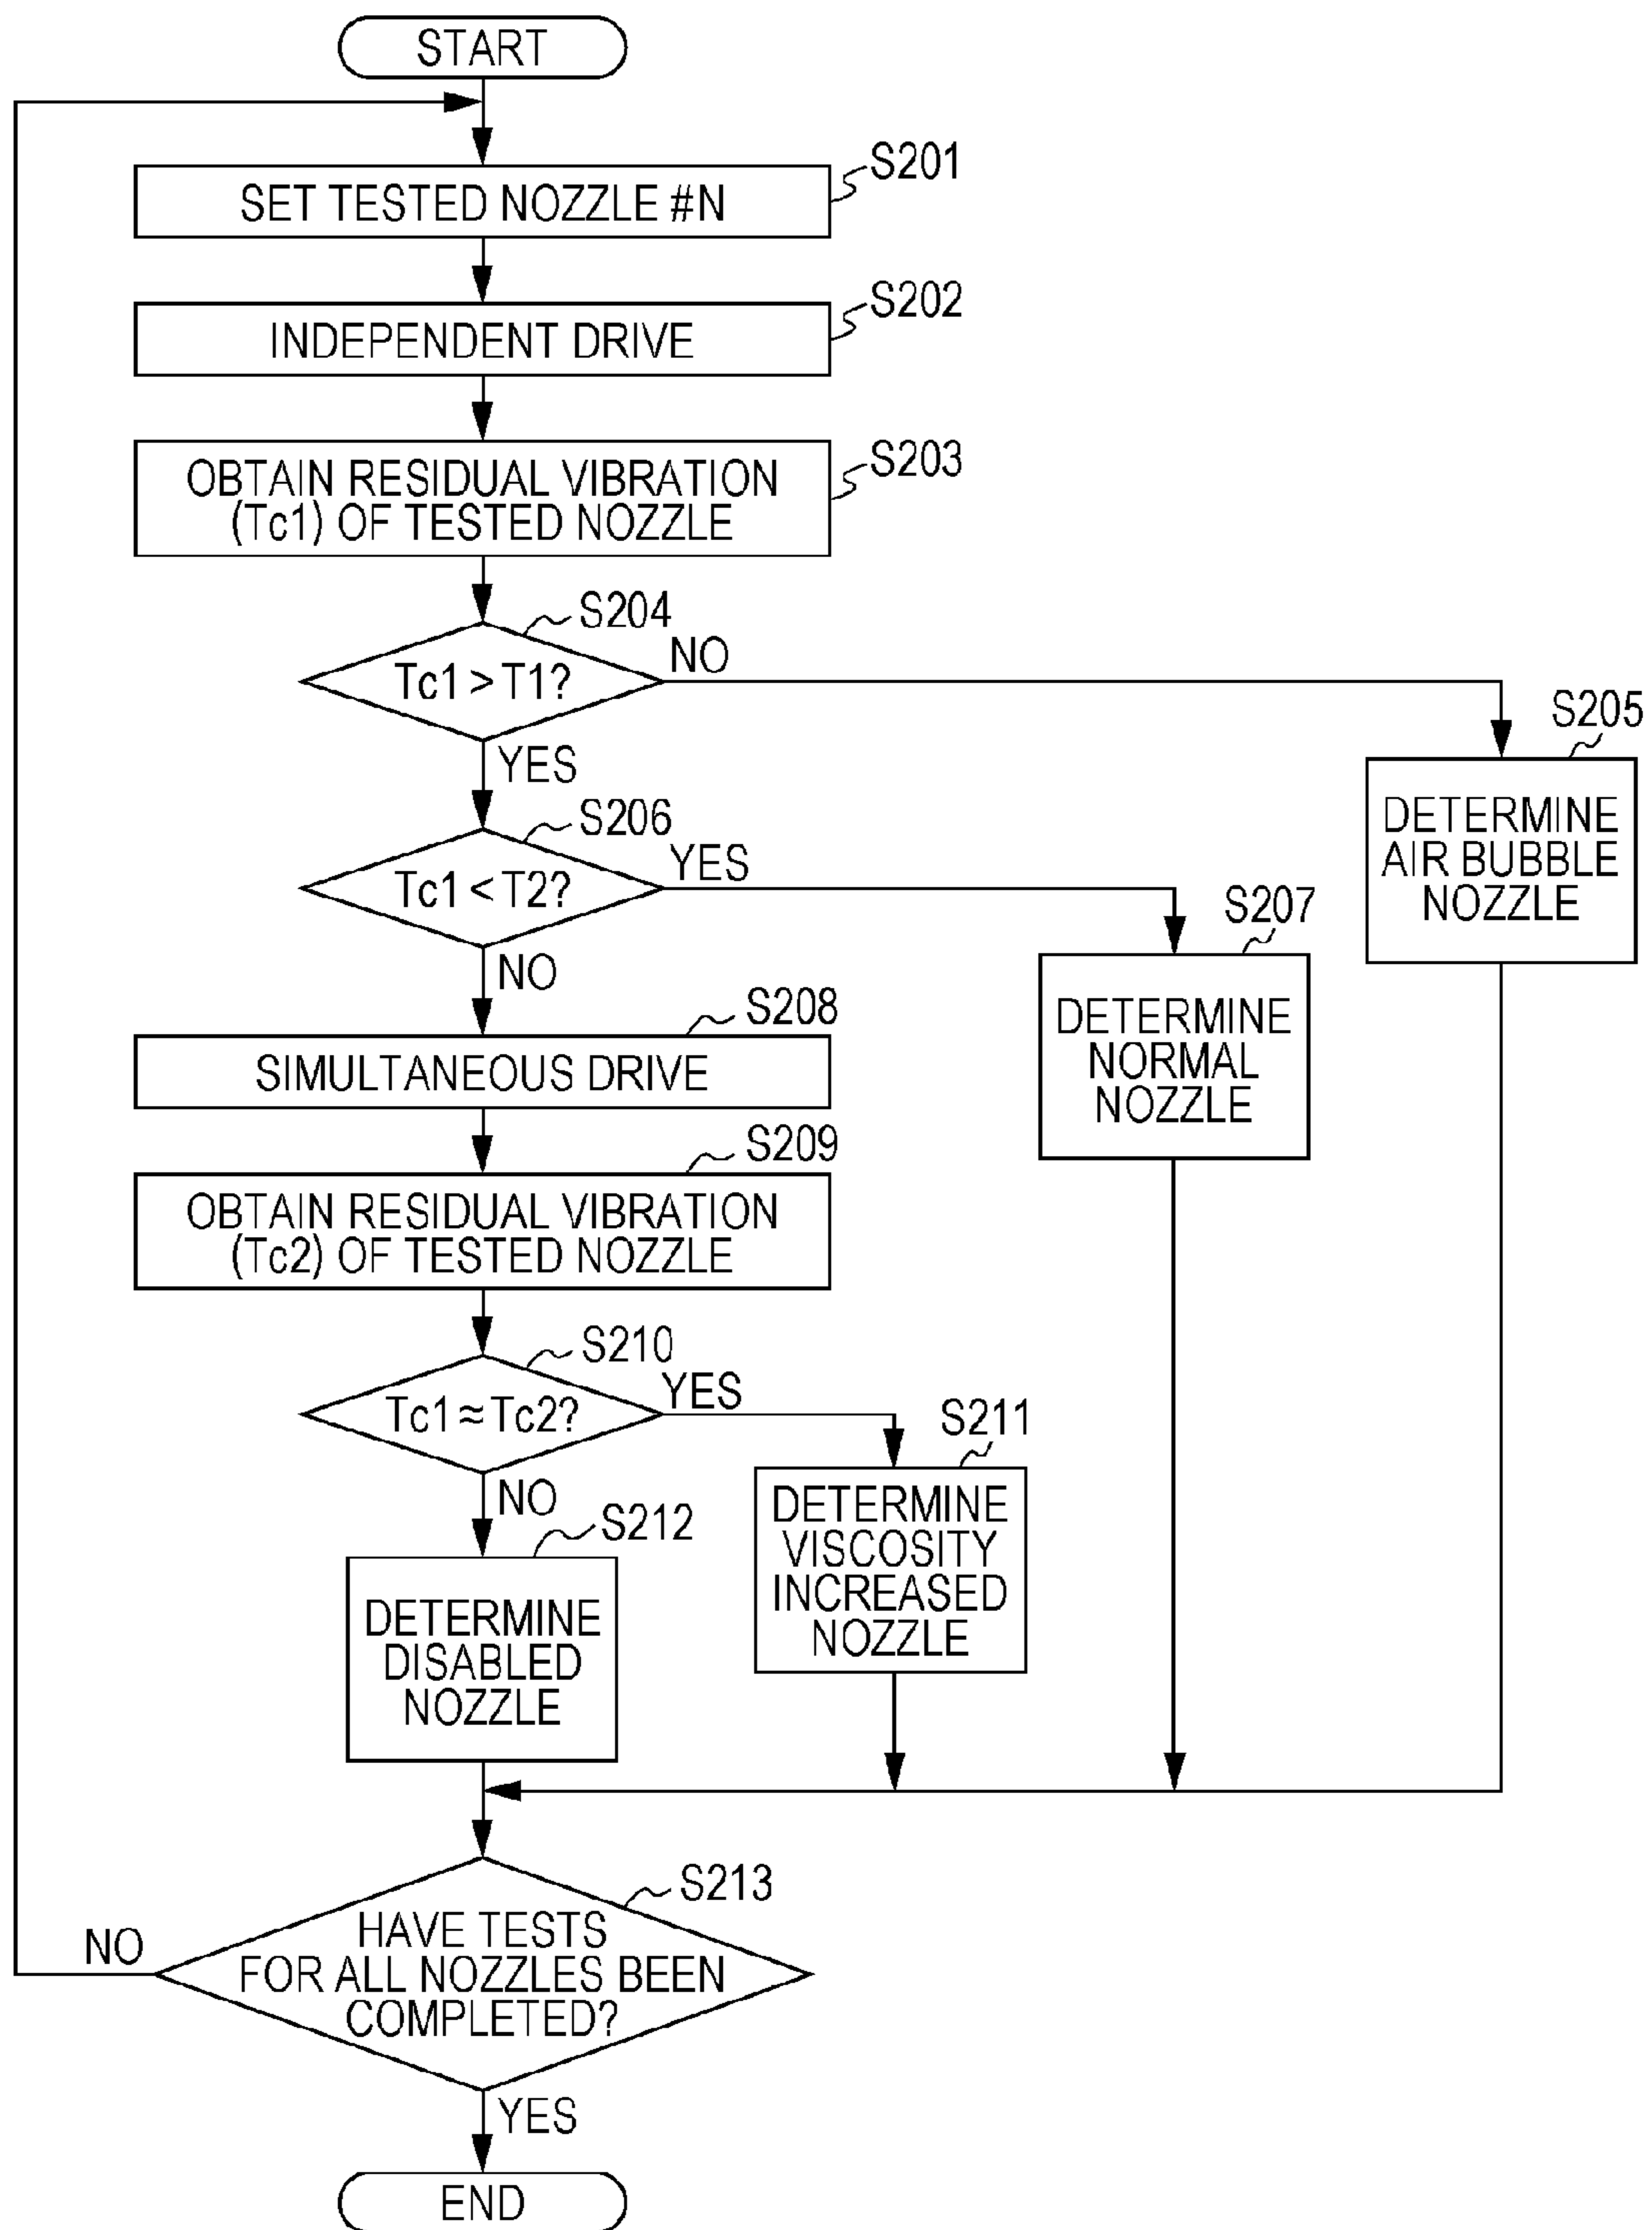 START
S201
SET TESTED NOZZLE #N
S202
INDEPENDENT DRIVE
S203
OBTAIN RESIDUAL VIBRATION
(Tc1) OF TESTED NOZZLE
S204
Tc1 > T1?
NO
YES
S205
DETERMINE
AIR BUBBLE
NOZZLE
S206
Tc1 < T2?
YES
NO
S207
DETERMINE
NORMAL
NOZZLE
S208
SIMULTANEOUS DRIVE
S209
OBTAIN RESIDUAL VIBRATION
(Tc2) OF TESTED NOZZLE
S210
Tc1 ≈ Tc2?
YES
NO
S211
DETERMINE
VISCOSITY
INCREASED
NOZZLE
S212
DETERMINE
DISABLED
NOZZLE
S213
HAVE TESTS
FOR ALL NOZZLES BEEN
COMPLETED?
NO
YES
END